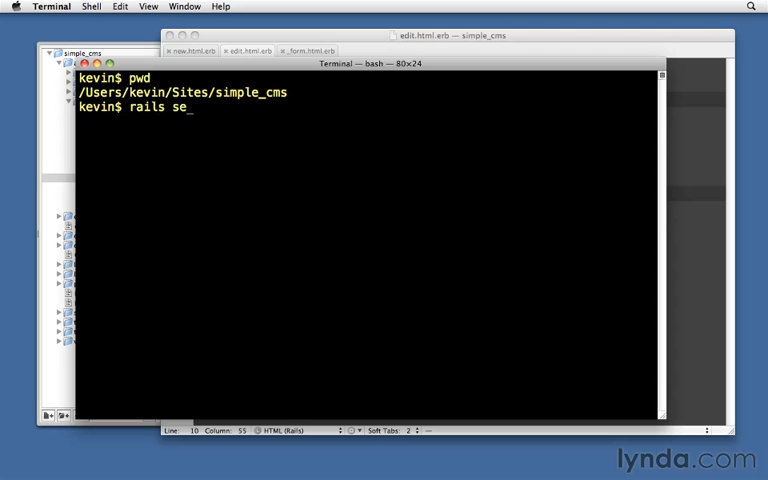 Terminal Shell Edit View Window Help
edit.html.erb — simple_cms
new.html.erb edit.html.erb _form.html.erb
simple_cms
Terminal — bash — 80×24
kevin$ pwd
/Users/kevin/Sites/simple_cms
kevin$ rails se_
Line: 10 Column: 55 HTML (Rails) Soft Tabs: 2 —
lynda.com